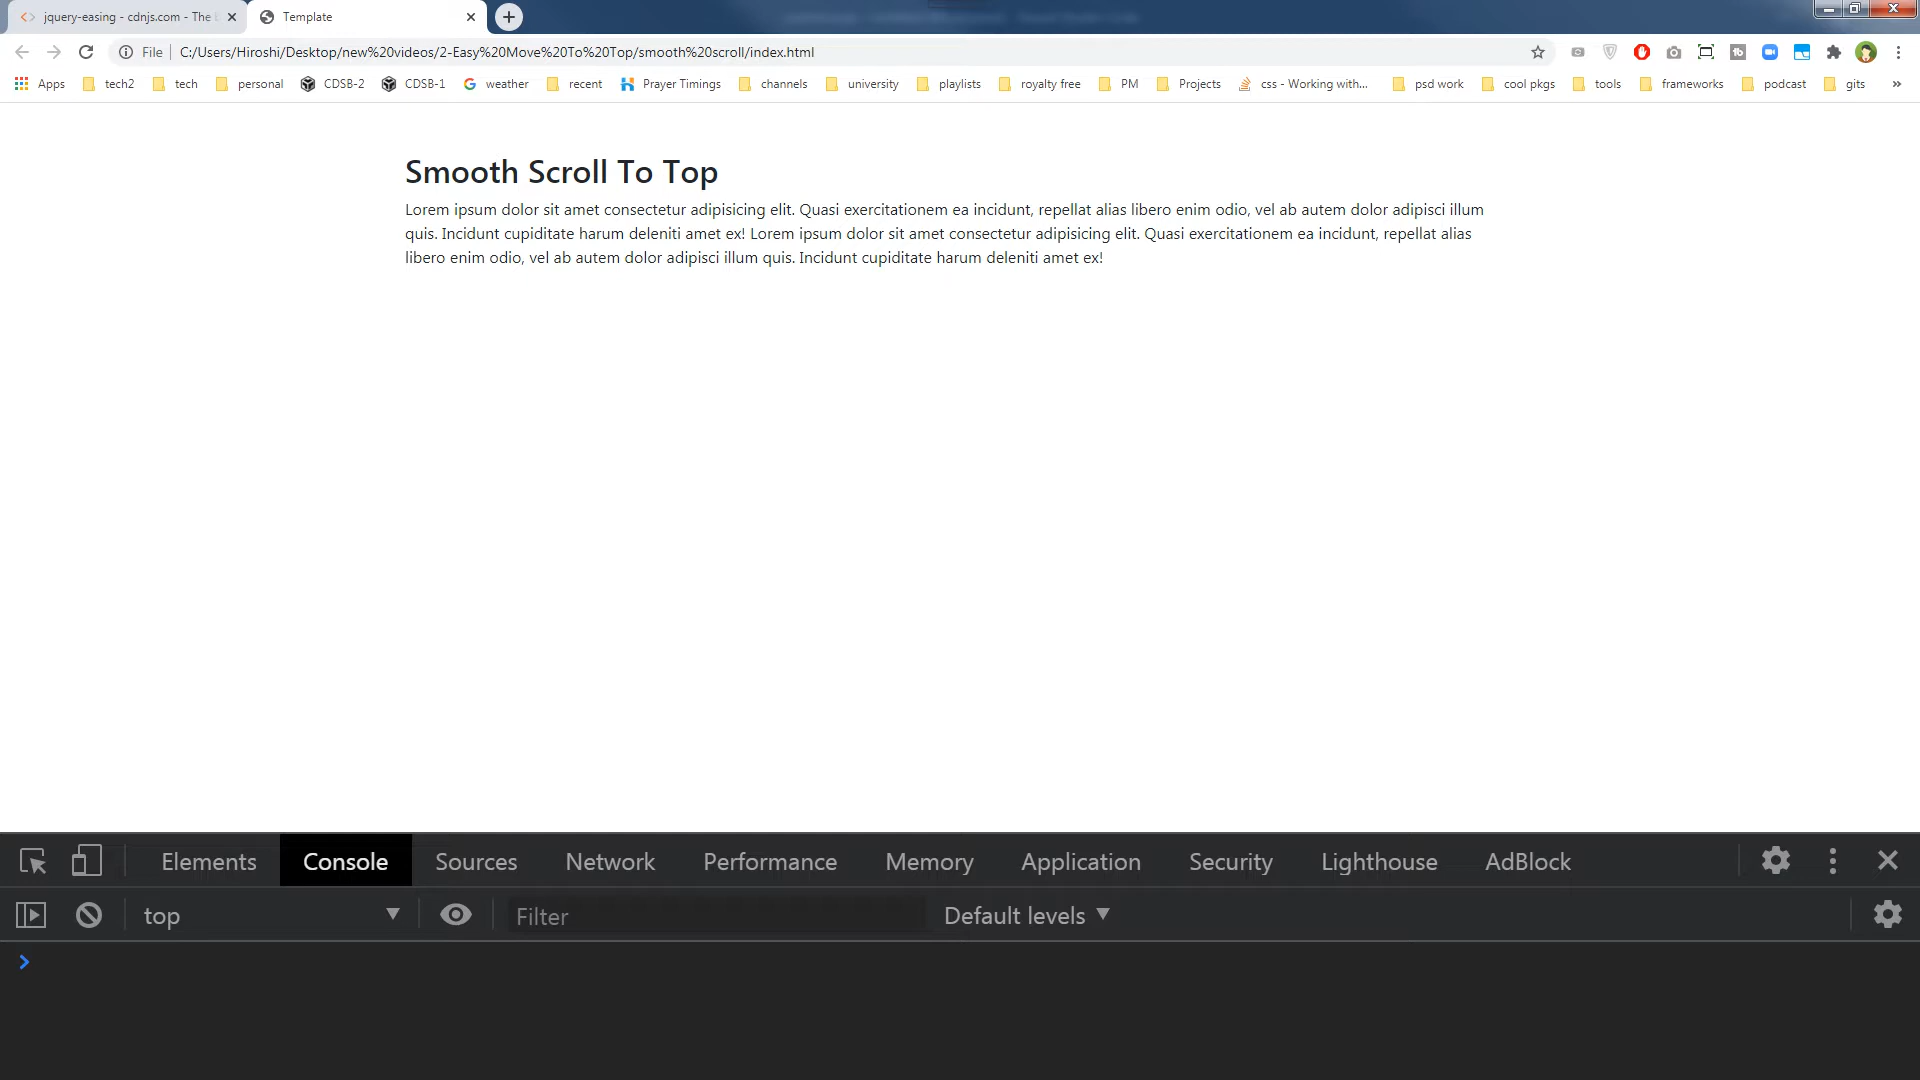 jquery-easing - cdnjs.com - The
Template
File
C:/Users/Hiroshi/Desktop/new%20videos/2-Easy%20Move%20To%20Top/smooth%20scroll/index.html
Apps tech2 tech personal CDSB-2 CDSB-1 weather recent Prayer Timings channels university playlists royalty free PM Projects css - Working with... psd work cool pkgs tools frameworks podcast gits »
Smooth Scroll To Top
Lorem ipsum dolor sit amet consectetur adipisicing elit. Quasi exercitationem ea incidunt, repellat alias libero enim odio, vel ab autem dolor adipisci illum
quis. Incidunt cupiditate harum deleniti amet ex! Lorem ipsum dolor sit amet consectetur adipisicing elit. Quasi exercitationem ea incidunt, repellat alias
libero enim odio, vel ab autem dolor adipisci illum quis. Incidunt cupiditate harum deleniti amet ex!
Elements Console Sources Network Performance Memory Application Security Lighthouse AdBlock
top Filter Default levels